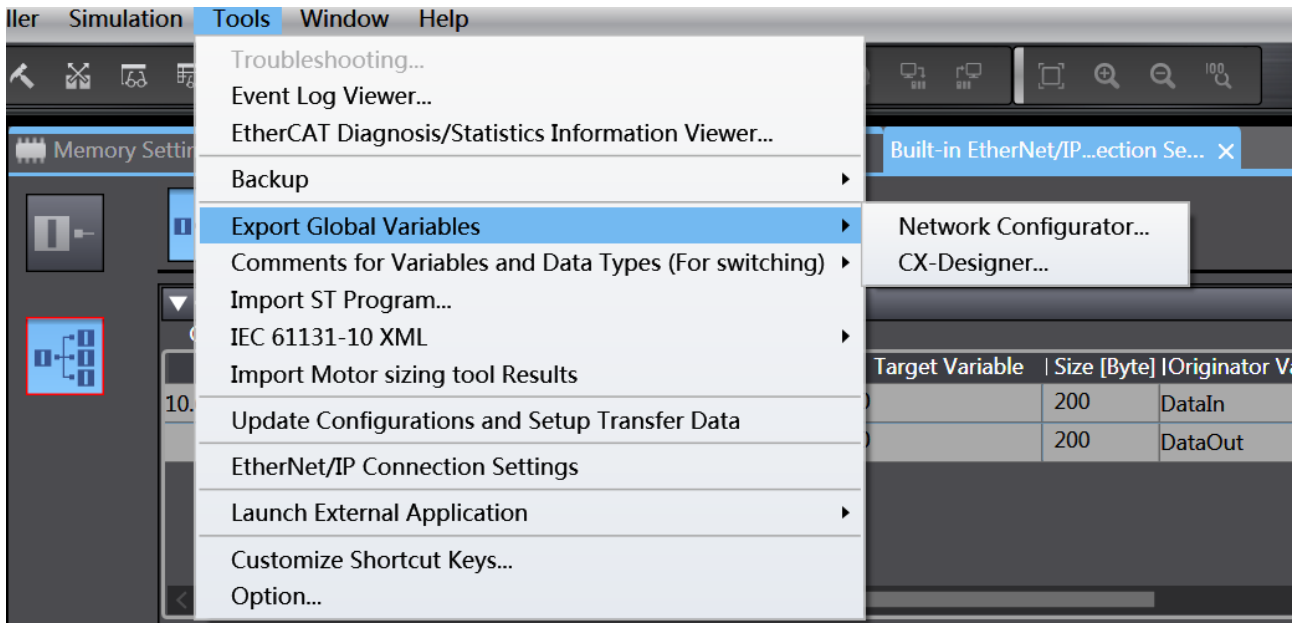 ller Simulation Tools Window Help
Troubleshooting...
Event Log Viewer...
EtherCAT Diagnosis/Statistics Information Viewer...
Memory Settin
Built-in EtherNet/IP...ection Se...
Backup
Export Global Variables
Network Configurator...
Comments for Variables and Data Types (For switching)
CX-Designer...
Import ST Program...
IEC 61131-10 XML
Import Motor sizing tool Results
Target Variable |Size [Byte]|Originator Va
10.
200 DataIn
Update Configurations and Setup Transfer Data
200 DataOut
EtherNet/IP Connection Settings
Launch External Application
Customize Shortcut Keys...
Option...